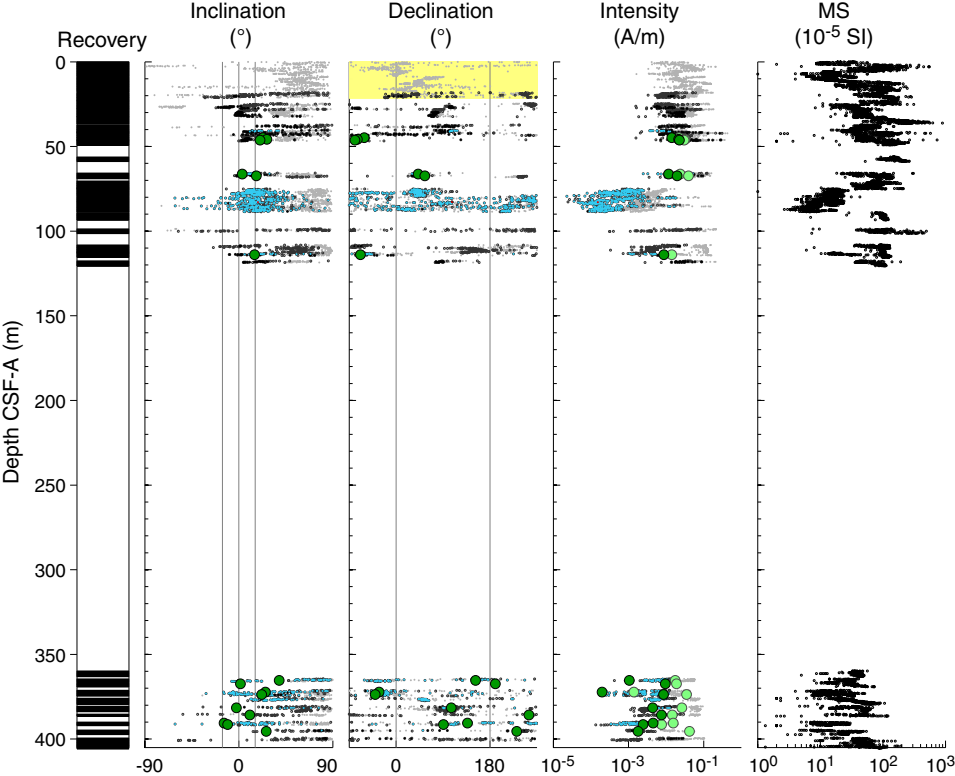 Inclination Declination Intensity MS
Recovery (°) (°) (A/m) (10-5 SI)
0
50
100
150
200
250
300
350
400
Depth CSF-A (m)
-90 0 90 0 180 10-5 10-3 10-1 100 101 102 103